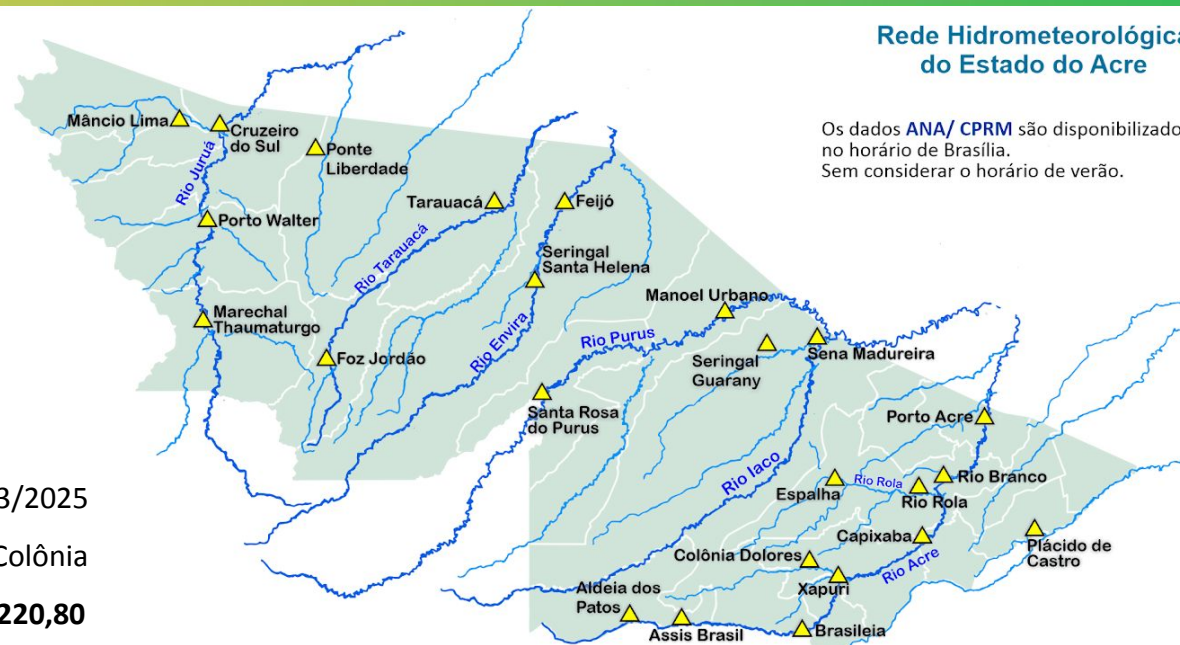 Rede Hidrometeorológica
do Estado do Acre
Os dados ANA/ CPRM são disponibilizado
no horário de Brasília.
Sem considerar o horário de verão.
Mâncio Lima
Cruzeiro
do Sul
Ponte
Liberdade
Rio Juruá
Porto Walter
Tarauacá
Feijó
Rio Tarauacá
Seringal
Santa Helena
Marechal
Thaumaturgo
Foz Jordão
Rio Envira
Manoel Urbano
Rio Purus
Seringal
Guarany
Sena Madureira
Santa Rosa
do Purus
Porto Acre
Rio Iaco
Espalha
Rio Rola
Rio Rola
Rio Branco
Capixaba
Plácido de
Castro
Colônia Dolores
Rio Acre
Xapuri
Aldeia dos
Patos
Assis Brasil
Brasileia
3/2025
Colônia
220,80